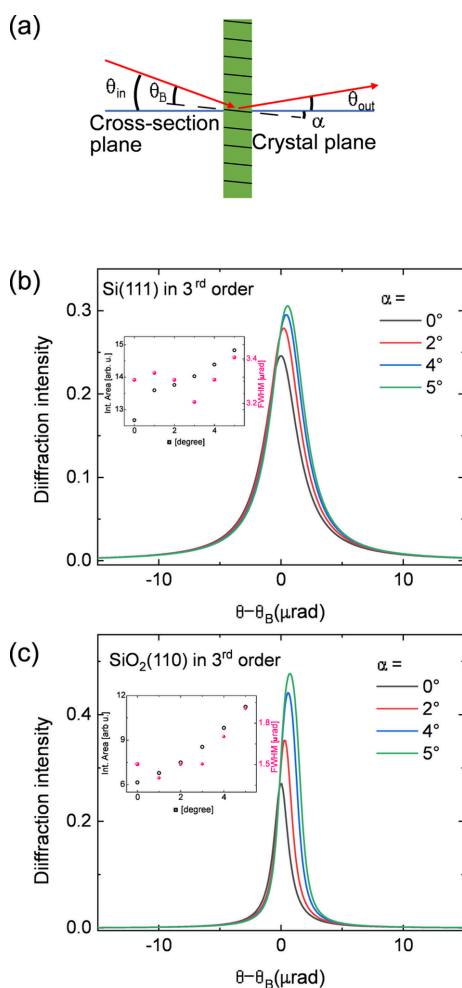 (a)
θin
θB
θout
α
Cross-section
plane
Crystal plane
(b)
Si(111) in 3rd order
α =
0°
2°
4°
5°
0.3
0.2
0.1
0.0
Diiffraction intensity
-10
0
10
θ-θB(μrad)
15
14
13
Int. Area [arb. u.]
3.4
3.2
FWHM [μrad]
0
2
4
[degree]
(c)
SiO2(110) in 3rd order
α =
0°
2°
4°
5°
0.4
0.2
0.0
Diiffraction intensity
-10
0
10
θ-θB(μrad)
12
9
6
Int. Area [arb u.]
1.8
1.5
FWHM [μrad]
0
2
4
[degree]